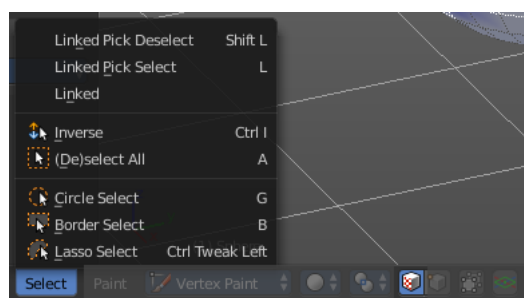 Linked Pick Deselect Shift L
Linked Pick Select L
Linked
Inverse Ctrl I
(De)select All A
Circle Select G
Border Select B
Lasso Select Ctrl Tweak Left
Select Paint Vertex Paint